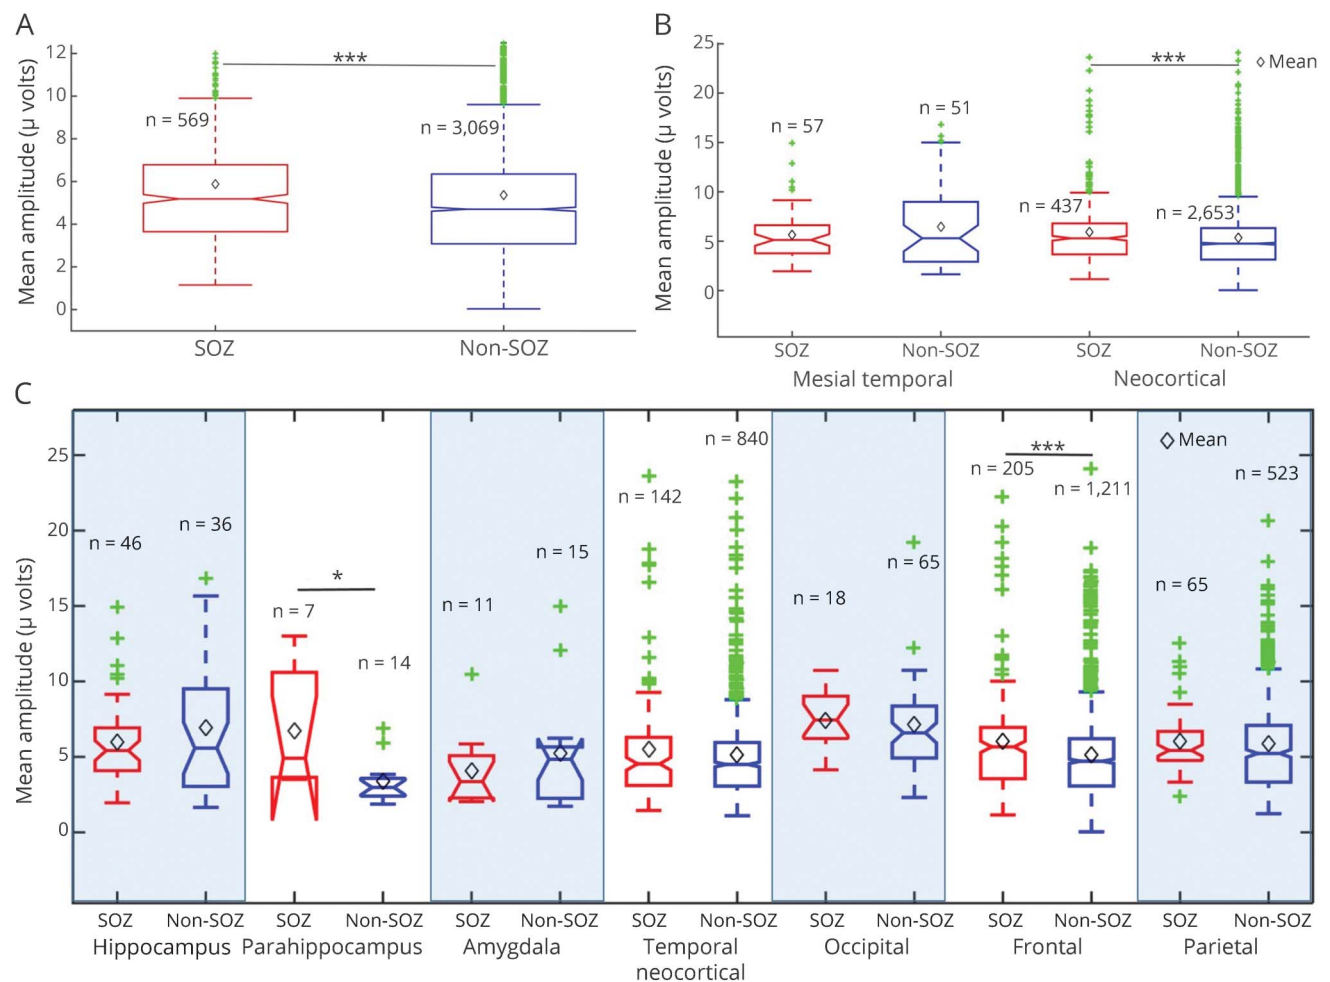 A
Mean amplitude (μ volts)
12
10
8
6
4
2
0
n = 569
***
n = 3,069
SOZ
Non-SOZ
B
Mean amplitude (μ volts)
25
20
15
10
5
0
n = 57
n = 51
n = 437
***
n = 2,653
Mean
SOZ
Non-SOZ
SOZ
Non-SOZ
Mesial temporal
Neocortical
C
Mean amplitude (μ volts)
25
20
15
10
5
0
n = 46
n = 36
*
n = 7
n = 14
n = 11
n = 15
n = 142
n = 840
n = 18
n = 65
***
n = 205
n = 1,211
Mean
n = 65
n = 523
SOZ
Non-SOZ
SOZ
Non-SOZ
SOZ
Non-SOZ
SOZ
Non-SOZ
SOZ
Non-SOZ
SOZ
Non-SOZ
SOZ
Non-SOZ
Hippocampus
Parahippocampus
Amygdala
Temporal
neocortical
Occipital
Frontal
Parietal